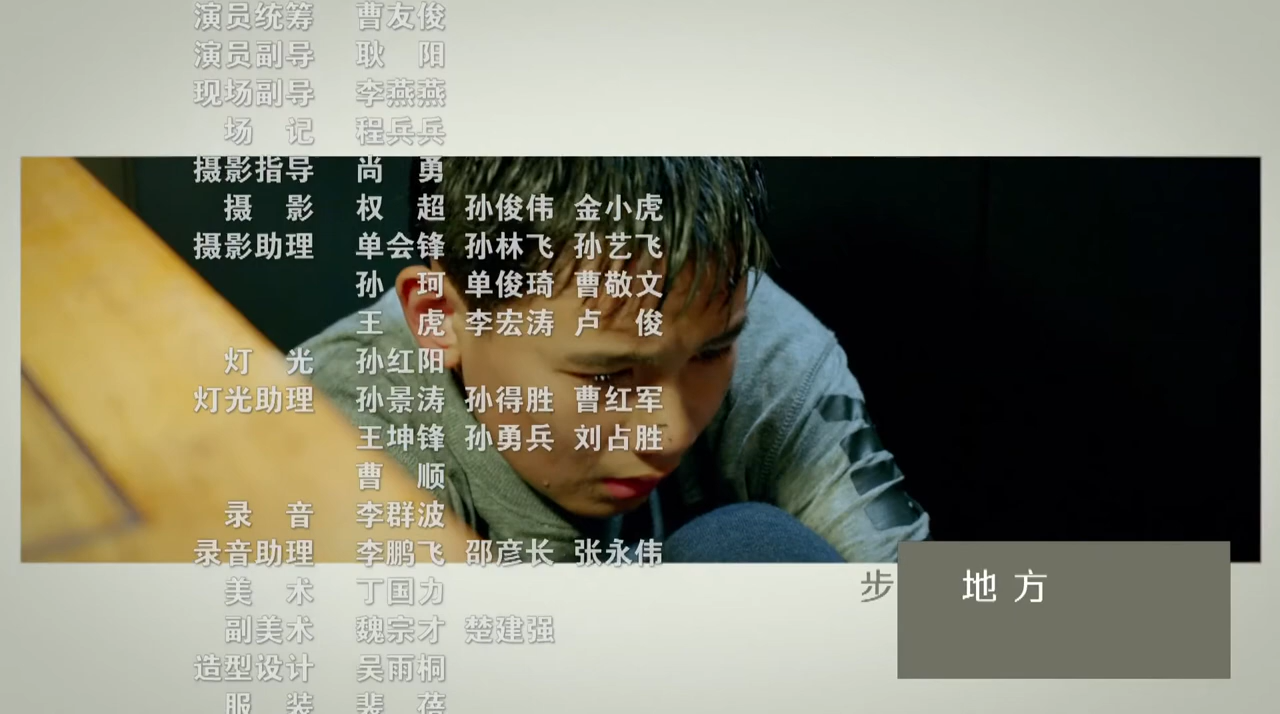 演员统筹 曹友俊
演员副导 耿 阳
现场副导 李燕燕
场 记 程兵兵
摄影指导 尚 勇
摄 影 权 超 孙俊伟 金小虎
摄影助理 单会锋 孙林飞 孙艺飞
孙 珂 单俊琦 曹敬文
王 虎 李宏涛 卢 俊
灯 光 孙红阳
灯光助理 孙景涛 孙得胜 曹红军
王坤锋 孙勇兵 刘占胜
曹 顺
录 音 李群波
录音助理 李鹏飞 邵彦长 张永伟
步 地方
美 术 丁国力
副美术 魏宗才 楚建强
造型设计 吴雨桐
服 装 裴 蓓